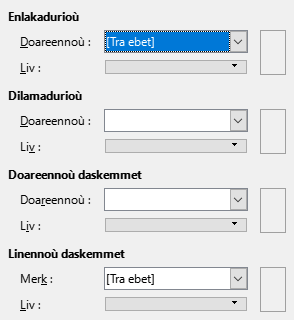 Enlakadurioù
Doareennoù : [Tra ebet]
Liv :
Dilamadurioù
Doareennoù :
Liv :
Doareennoù daskemmet
Doareennoù :
Liv :
Linennoù daskemmet
Merk : [Tra ebet]
Liv :